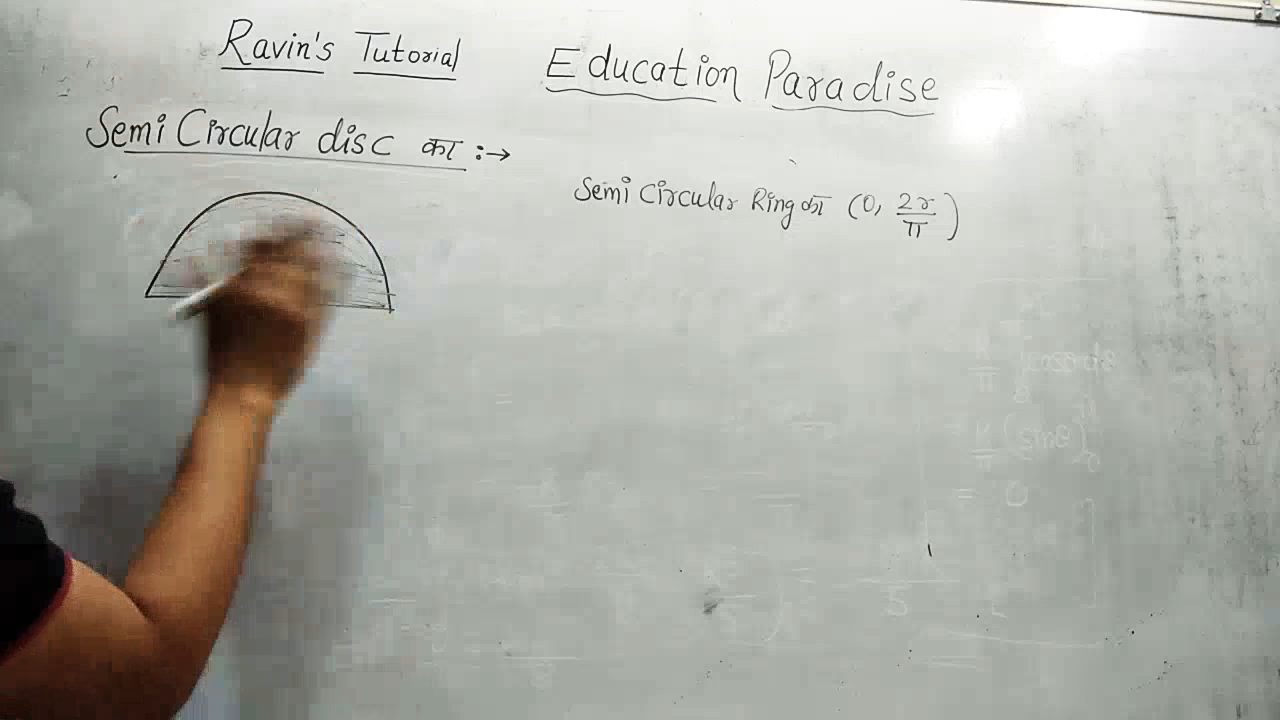 Ravin's Tutorial Education Paradise
Semi Circular disc का :→
Semi Circular Ring का (0, 2r/π)